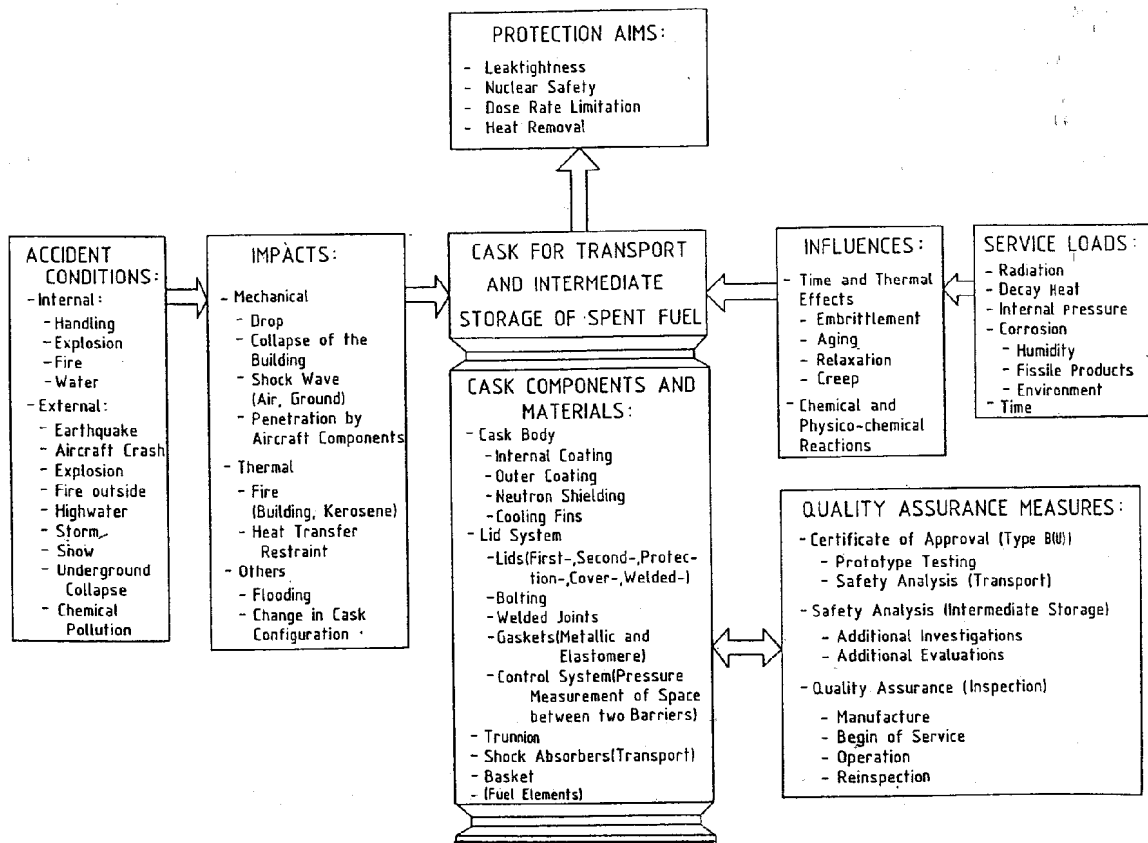 PROTECTION AIMS:
- Leaktightness
- Nuclear Safety
- Dose Rate Limitation
- Heat Removal
ACCIDENT
CONDITIONS:
- Internal:
- Handling
- Explosion
- Fire
- Water
- External:
- Earthquake
- Aircraft Crash
- Explosion
- Fire outside
- Highwater
- Storm
- Snow
- Underground
Collapse
- Chemical
Pollution
IMPACTS:
- Mechanical
- Drop
- Collapse of the
Building
- Shock Wave
(Air, Ground)
- Penetration by
Aircraft Components
- Thermal
- Fire
(Building, Kerosene)
- Heat Transfer
Restraint
- Others
- Flooding
- Change in Cask
Configuration
CASK FOR TRANSPORT
AND INTERMEDIATE
STORAGE OF SPENT FUEL
CASK COMPONENTS AND
MATERIALS:
- Cask Body
- Internal Coating
- Outer Coating
- Neutron Shielding
- Cooling Fins
- Lid System
- Lids(First-,Second-,Protec-
tion-,Cover-,Welded-)
- Bolting
- Welded Joints
- Gaskets(Metallic and
Elastomere)
- Control System(Pressure
Measurement of Space
between two Barriers)
- Trunnion
- Shock Absorbers(Transport)
- Basket
- (Fuel Elements)
INFLUENCES:
- Time and Thermal
Effects
- Embrittlement
- Aging
- Relaxation
- Creep
- Chemical and
Physico-chemical
Reactions
SERVICE LOADS:
- Radiation
- Decay Heat
- Internal Pressure
- Corrosion
- Humidity
- Fissile Products
- Environment
- Time
QUALITY ASSURANCE MEASURES:
- Certificate of Approval (Type B(U))
- Prototype Testing
- Safety Analysis (Transport)
- Safety Analysis (Intermediate Storage)
- Additional Investigations
- Additional Evaluations
- Quality Assurance (Inspection)
- Manufacture
- Begin of Service
- Operation
- Reinspection